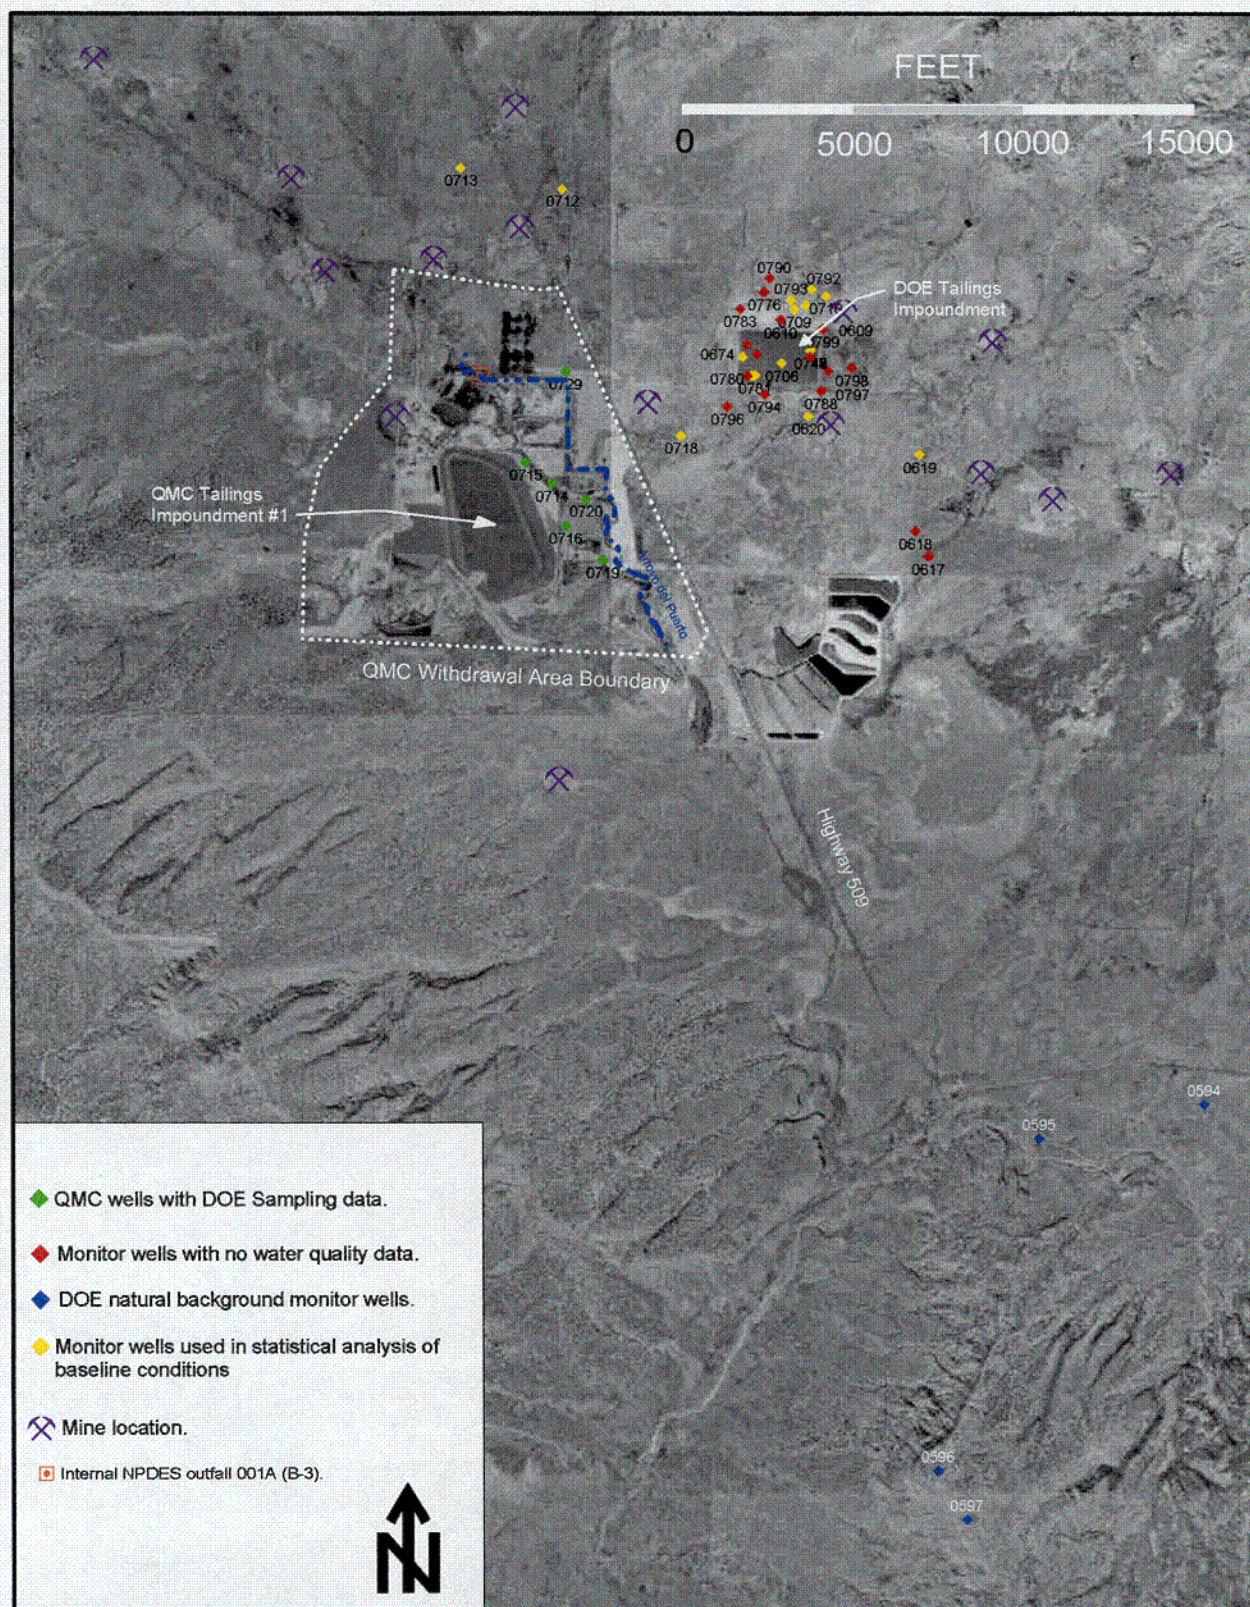 FEET
0
5000
10000
15000
0713
0712
0790
0792
0793
DOE Tailings
Impoundment
0776
0783
0709
0610
0609
0799
0674
0706
0780
0781
0798
0797
0788
0794
0796
0620
0729
0718
0619
0715
QMC Tailings
Impoundment #1
0714
0720
0716
0618
0617
0719
Arroyo del Puerto
QMC Withdrawal Area Boundary
Highway 509
0594
0595
0596
0597
QMC wells with DOE Sampling data.
Monitor wells with no water quality data.
DOE natural background monitor wells.
Monitor wells used in statistical analysis of
baseline conditions
Mine location.
Internal NPDES outfall 001A (B-3).
N